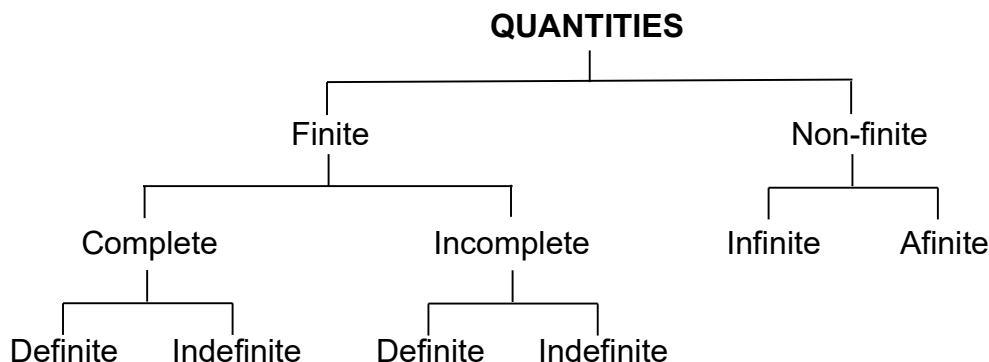 QUANTITIES
Finite Non-finite
Complete Incomplete Infinite Afinite
Definite Indefinite Definite Indefinite